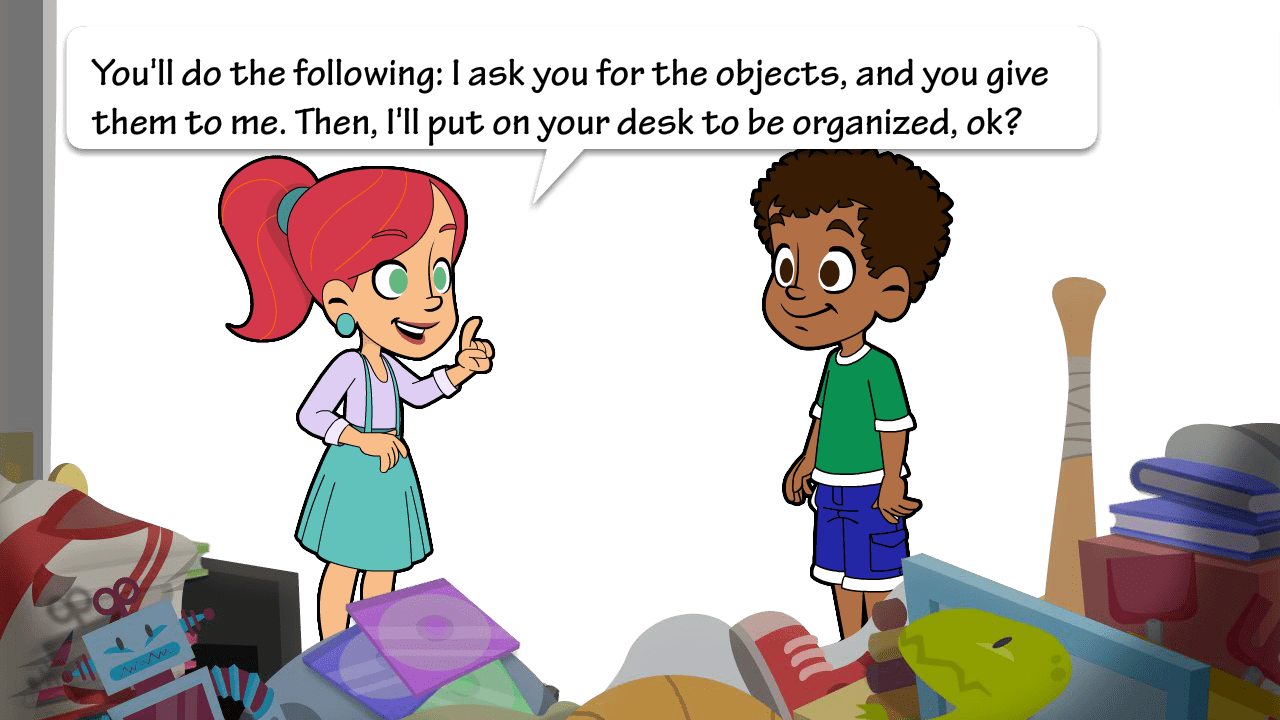 You'll do the following: I ask you for the objects, and you give
them to me. Then, I'll put on your desk to be organized, ok?